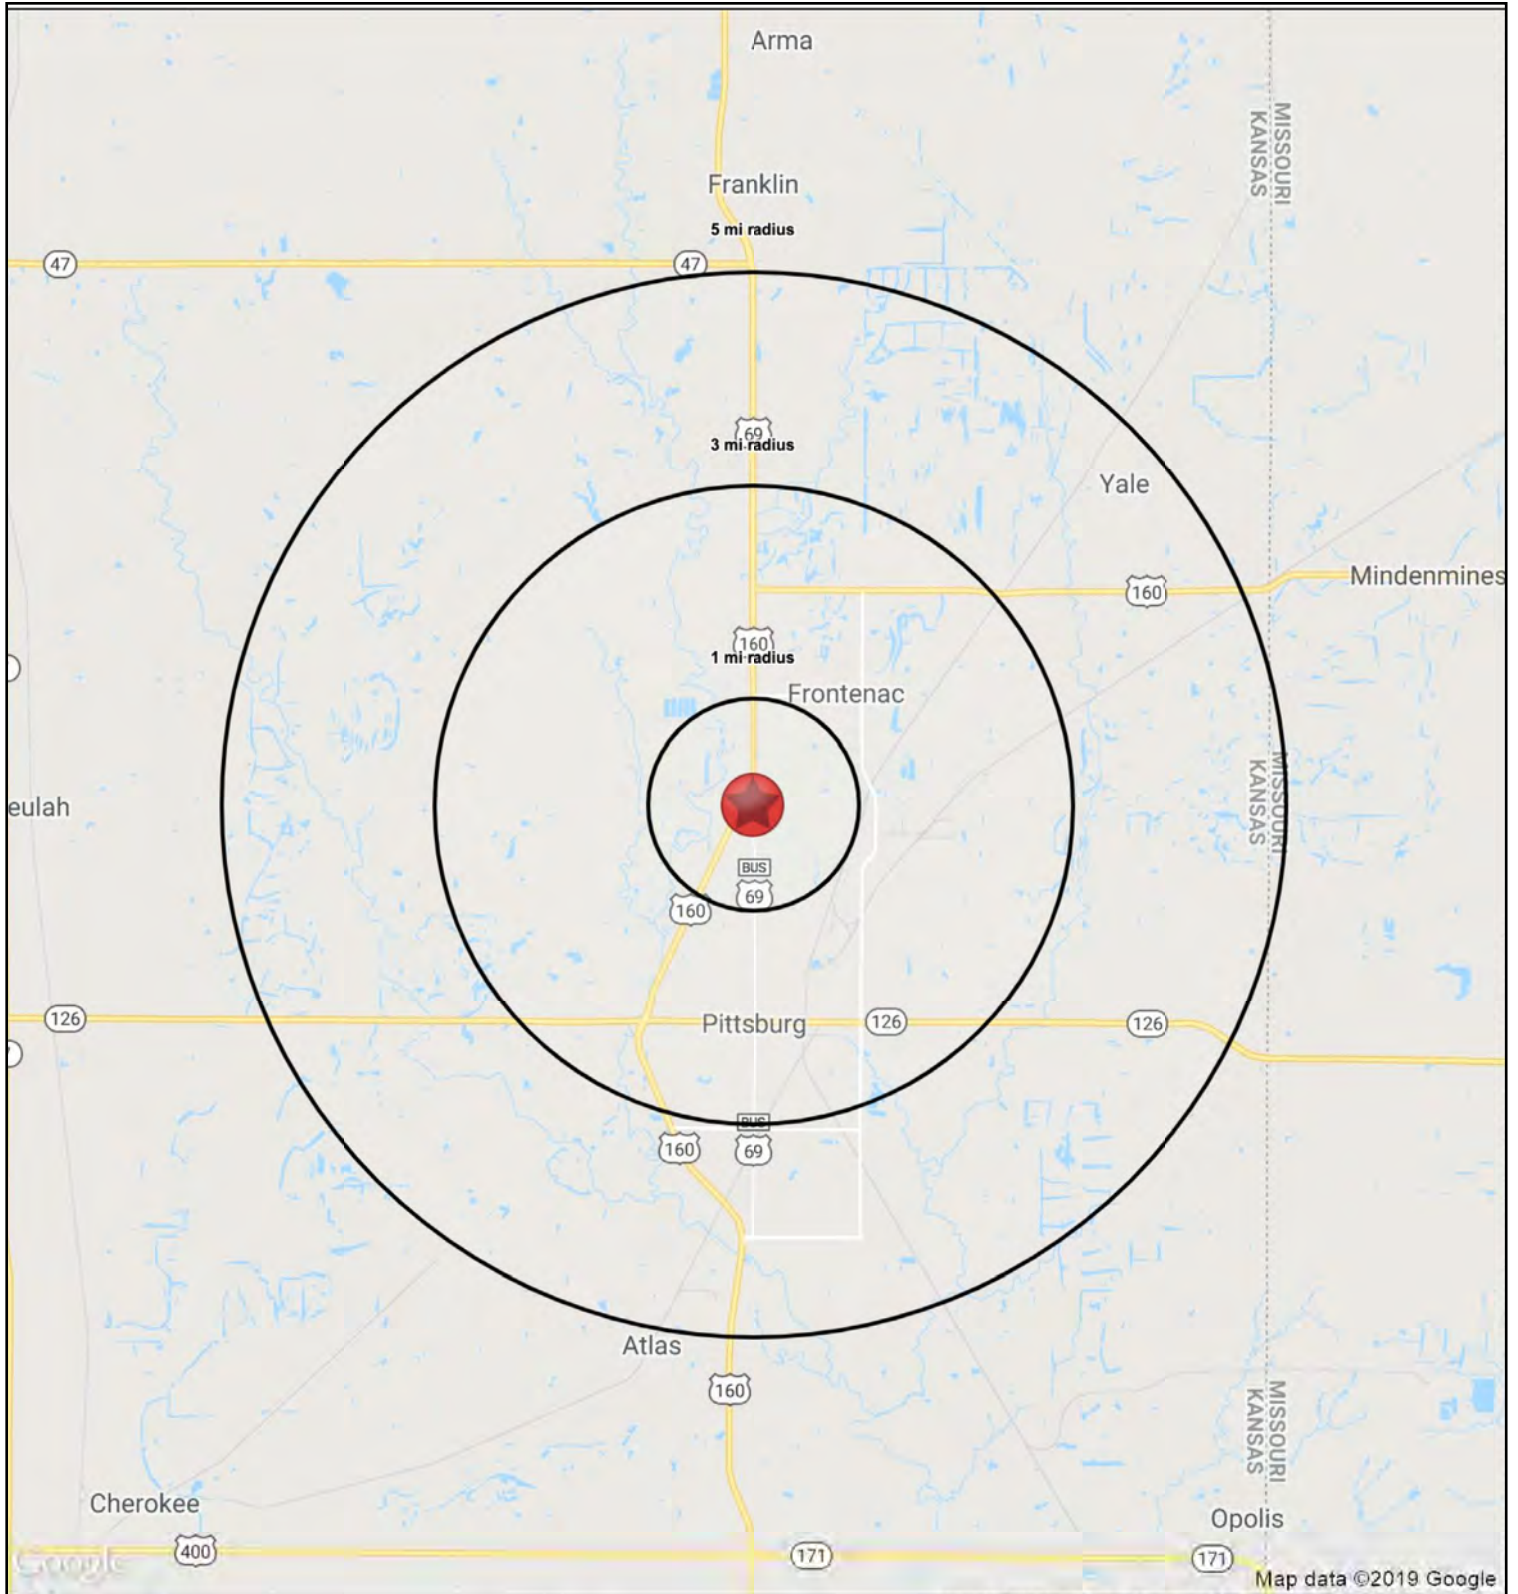 Arma
MISSOURI
KANSAS
Franklin
5 mi radius
47
47
69
3 mi radius
Yale
Mindenmines
160
160
1 mi radius
Frontenac
MISSOURI
KANSAS
eulah
BUS
69
160
126
Pittsburg
126
126
BUS
160
69
Atlas
160
MISSOURI
KANSAS
Cherokee
Opolis
400
171
171
Google
Map data ©2019 Google